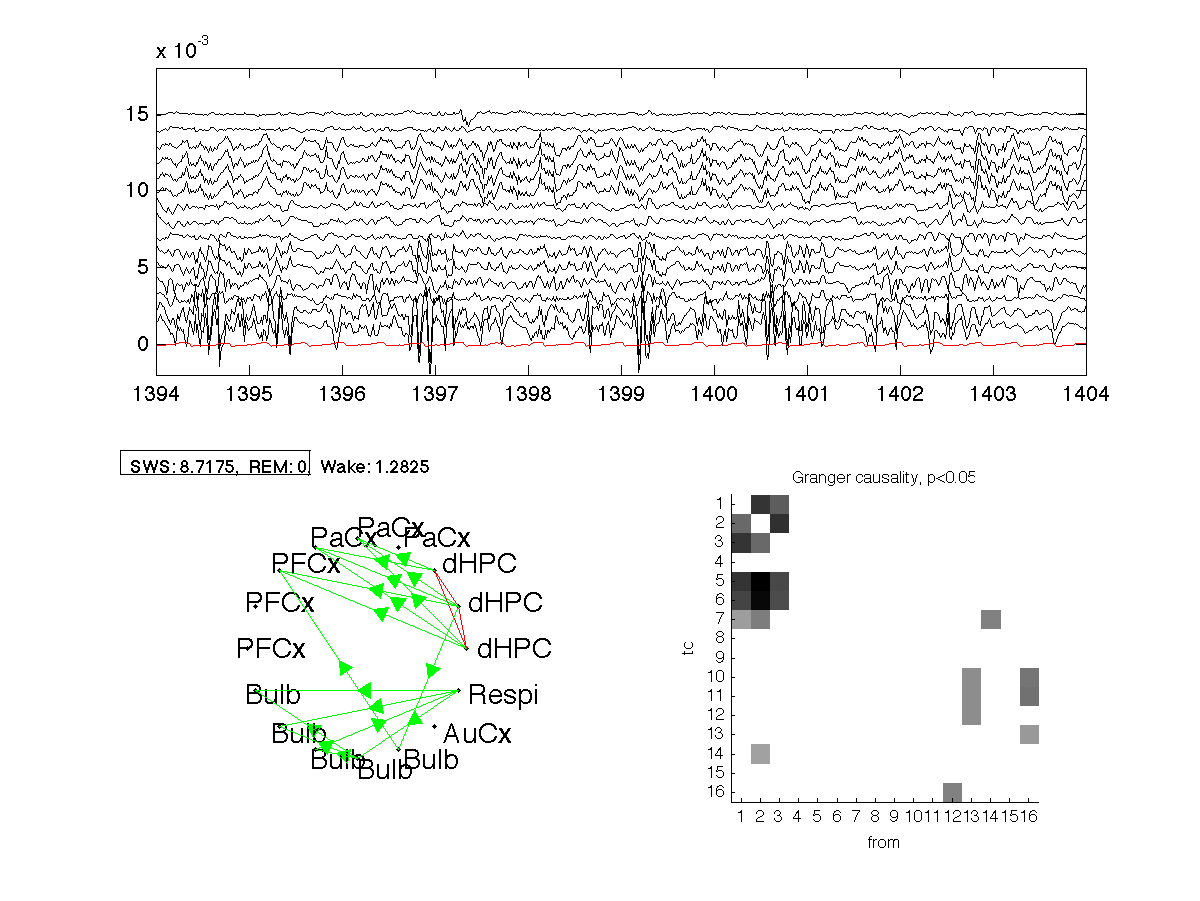 x 10-3
15
10
5
0
1394 1395 1396 1397 1398 1399 1400 1401 1402 1403 1404
SWS:8.7175, REM:0, Wake:1.2825
Granger causality, p<0.05
PaCx
PaCx
PaCx
PFCx
dHPC
PFCx
dHPC
PFCx
dHPC
Bulb
Respi
Bulb
AuCx
Bulb
Bulb
Bulb
1
2
3
4
5
6
7
8
9
10
11
12
13
14
15
16
tc
1 2 3 4 5 6 7 8 9 10 11 12 13 14 15 16
from